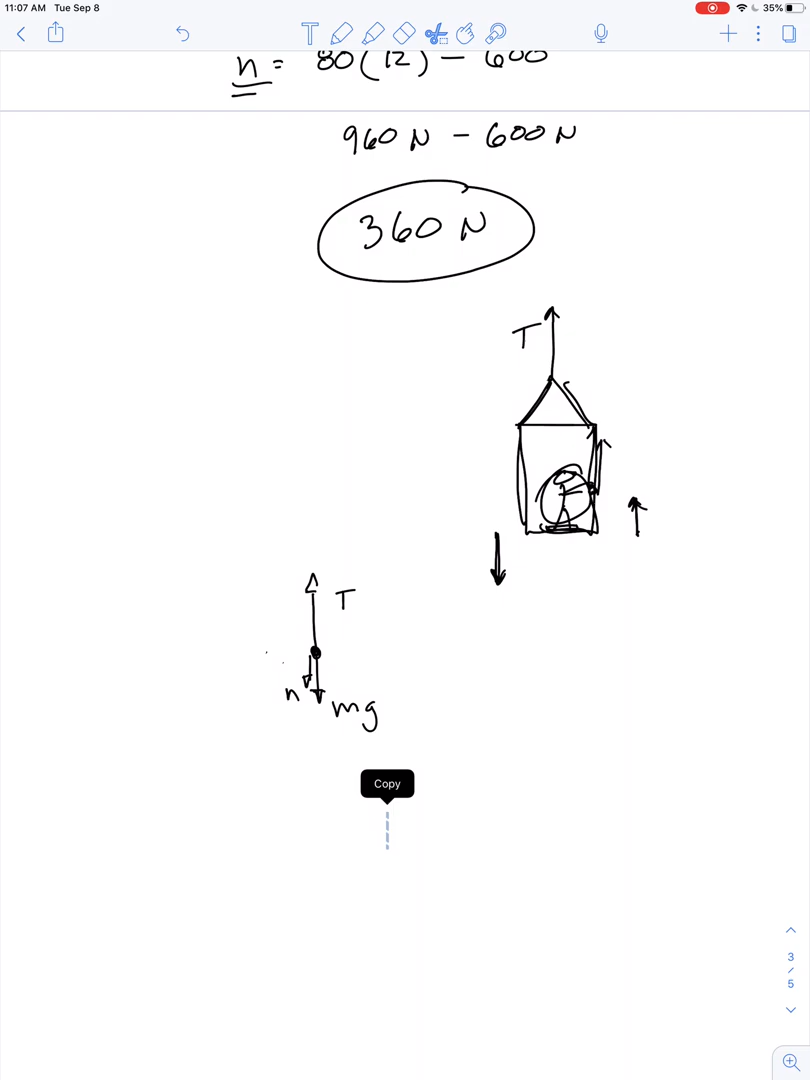 11:07 AM Tue Sep 8
35%
n = 80(12) - 600
960 N - 600 N
360 N
T
T
n
mg
Copy
3
/
5